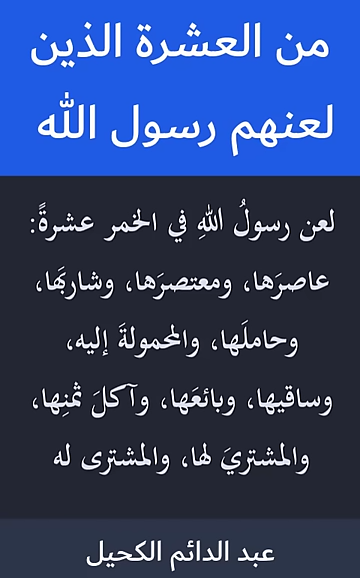 من العشرة الذين
لعنهم رسول الله
لعن رسولُ اللهِ في الخمر عشرةً:
عاصرَها، ومعتصرَها، وشاربَها،
وحاملَها، والمحمولةَ إليه،
وساقيها، وبائعَها، وآكلَ ثمنِها،
والمشتريَ لها، والمشترى له
عبد الدائم الكحيل